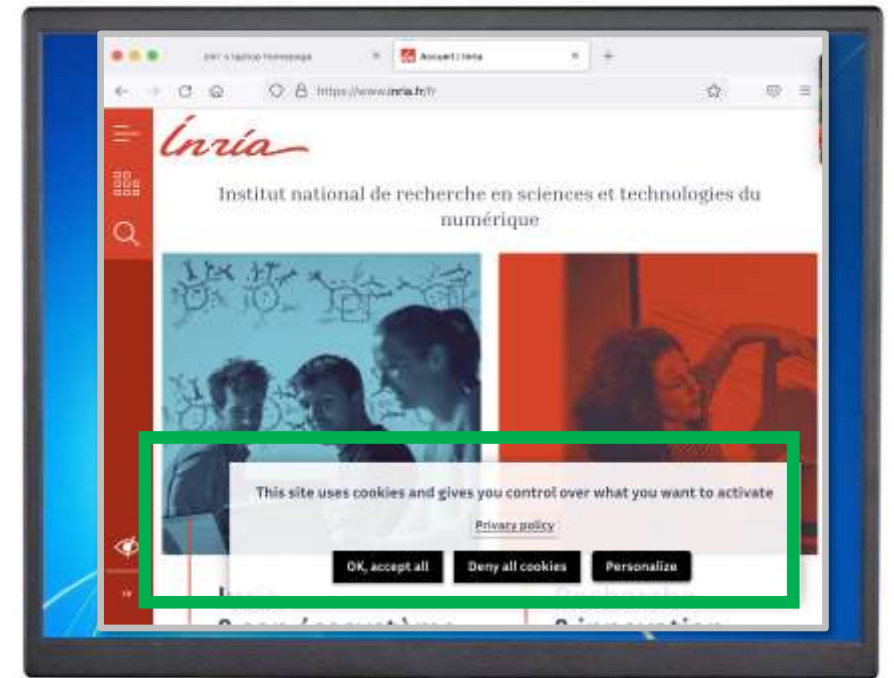 Accueil | Inria
https://www.inria.fr/fr
Inría
Institut national de recherche en sciences et technologies du
numérique
This site uses cookies and gives you control over what you want to activate
Privacy policy
OK, accept all
Deny all cookies
Personalize